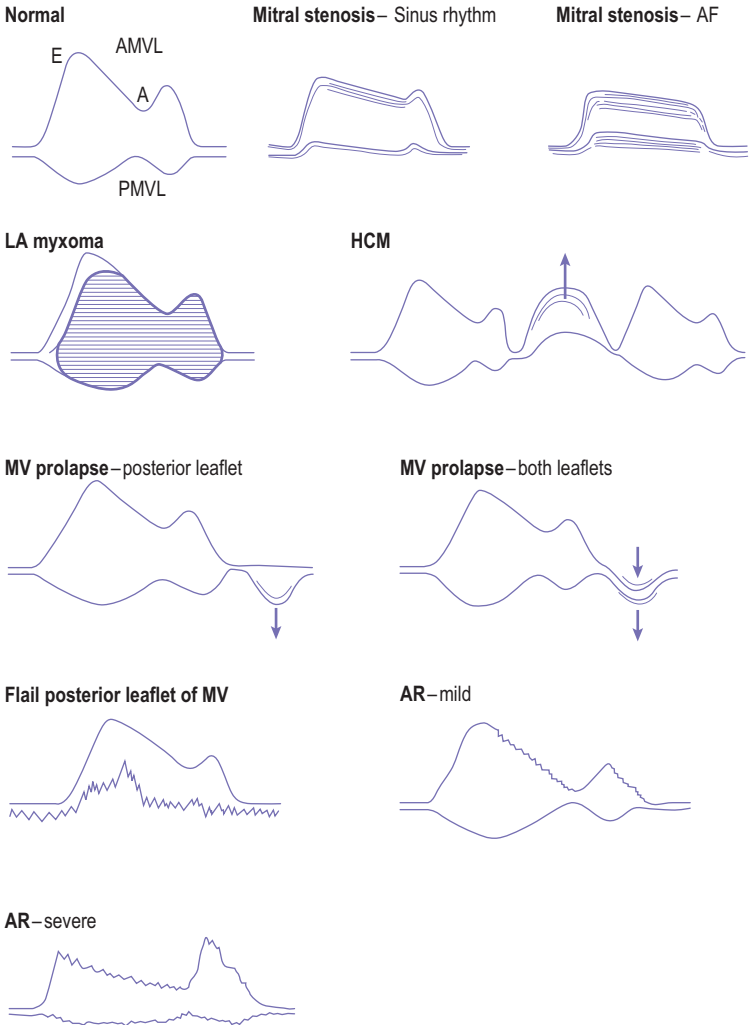 Normal
Mitral stenosis – Sinus rhythm
Mitral stenosis – AF
E
AMVL
A
PMVL
LA myxoma
HCM
MV prolapse – posterior leaflet
MV prolapse – both leaflets
Flail posterior leaflet of MV
AR – mild
AR – severe